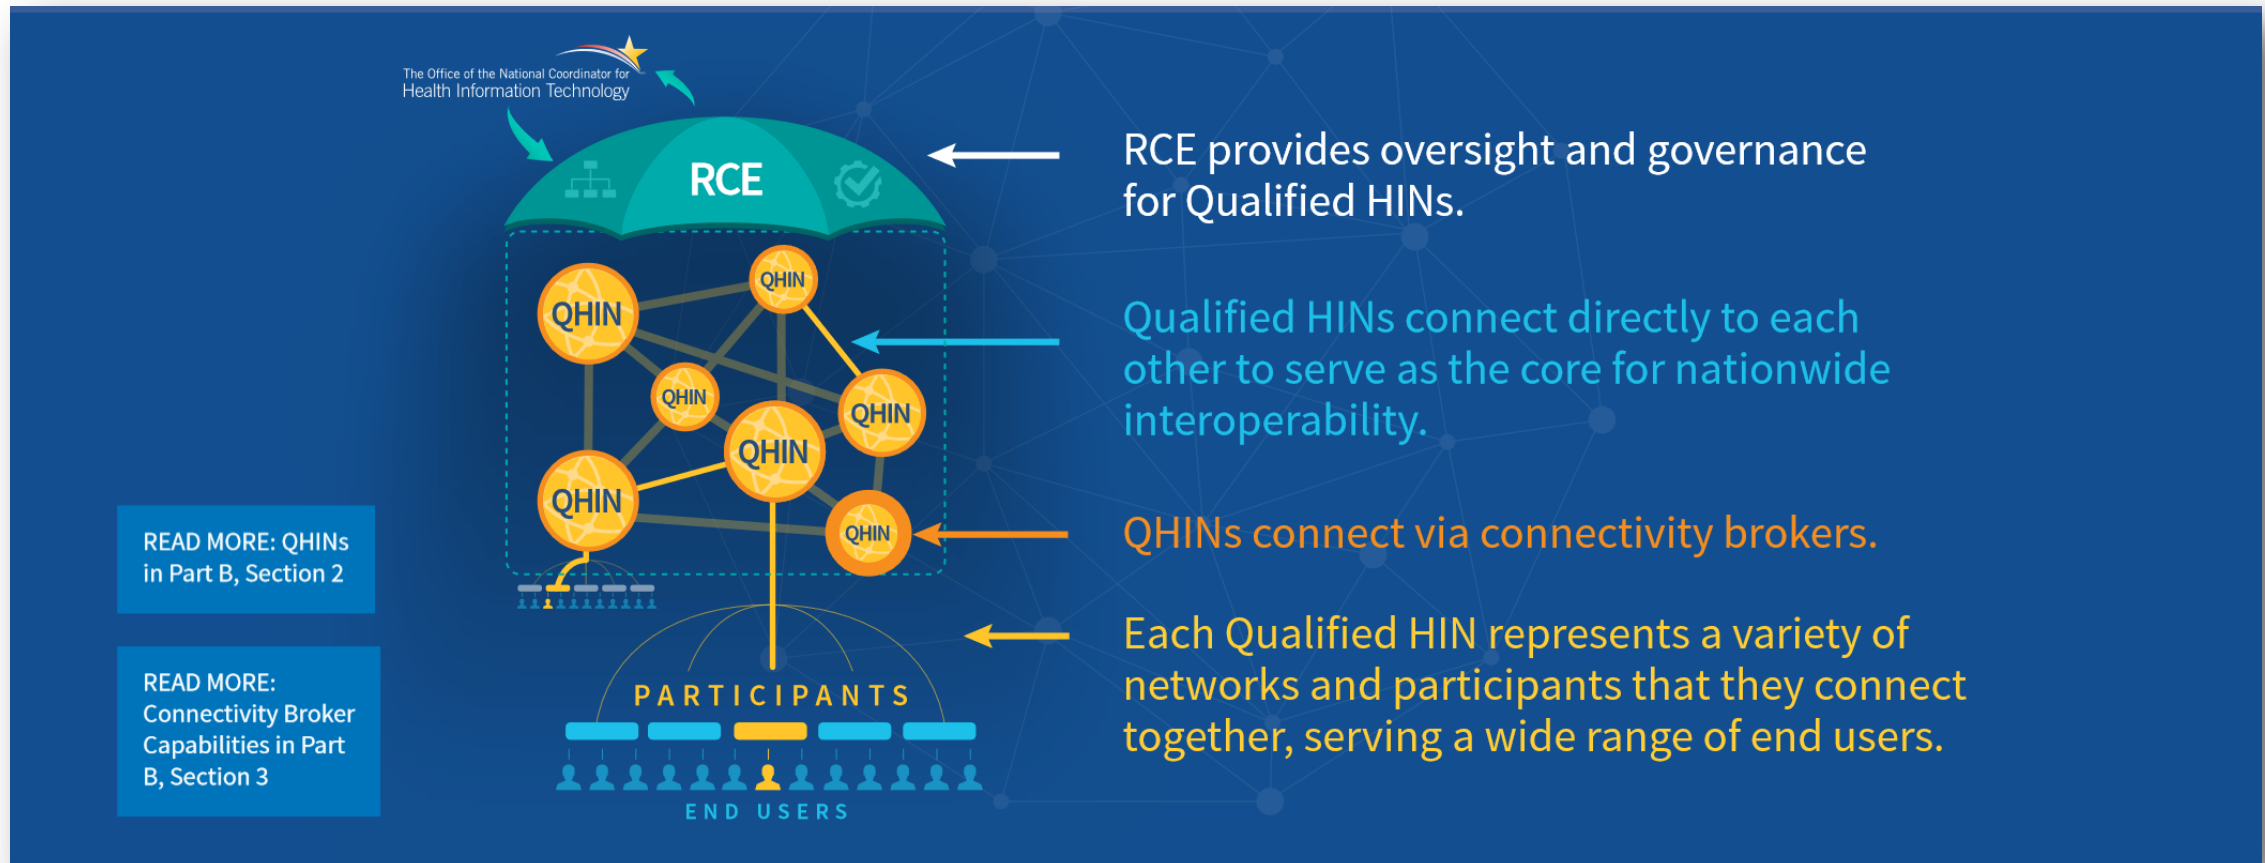 The Office of the National Coordinator for
Health Information Technology
RCE
QHIN
QHIN
QHIN
QHIN
QHIN
QHIN
QHIN
PARTICIPANTS
END USERS
READ MORE: QHINs
in Part B, Section 2
READ MORE:
Connectivity Broker
Capabilities in Part
B, Section 3
RCE provides oversight and governance
for Qualified HINs.
Qualified HINs connect directly to each
other to serve as the core for nationwide
interoperability.
QHINs connect via connectivity brokers.
Each Qualified HIN represents a variety of
networks and participants that they connect
together, serving a wide range of end users.